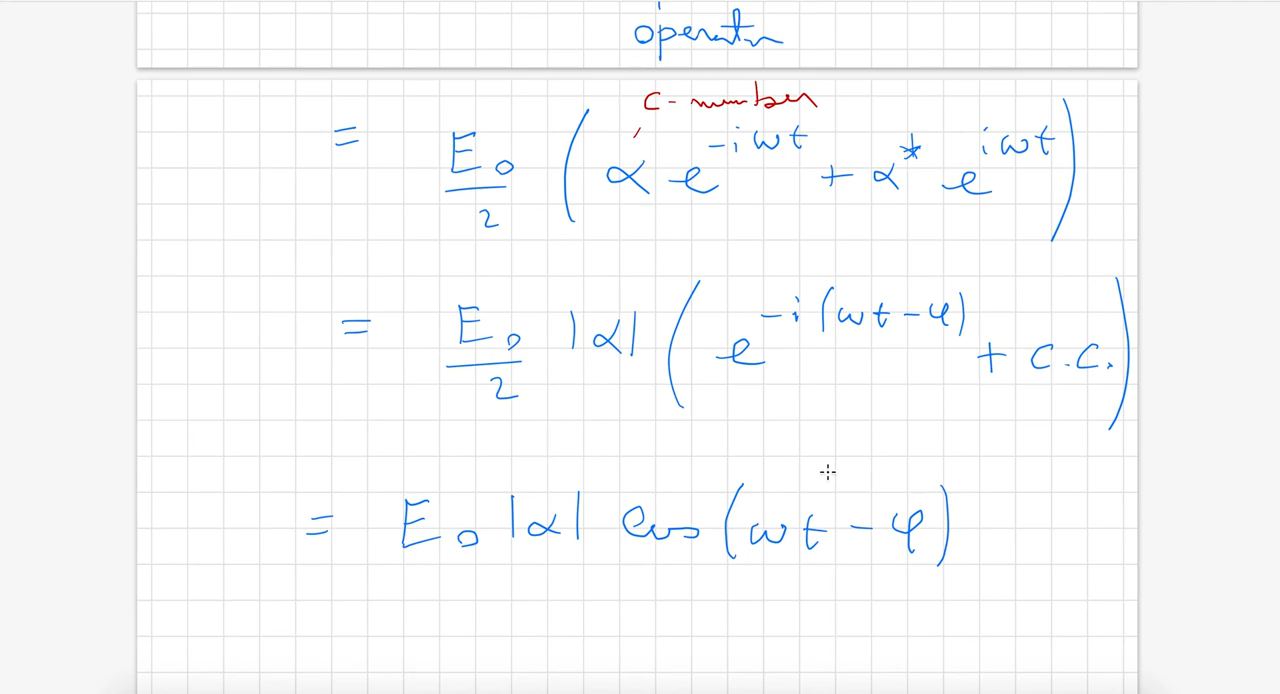 operator
c-number
= E₀/2 (α e^{-iωt} + α* e^{iωt})
= E₀/2 |α| (e^{-i(ωt-φ)} + c.c.)
= E₀ |α| cos(ωt - φ)